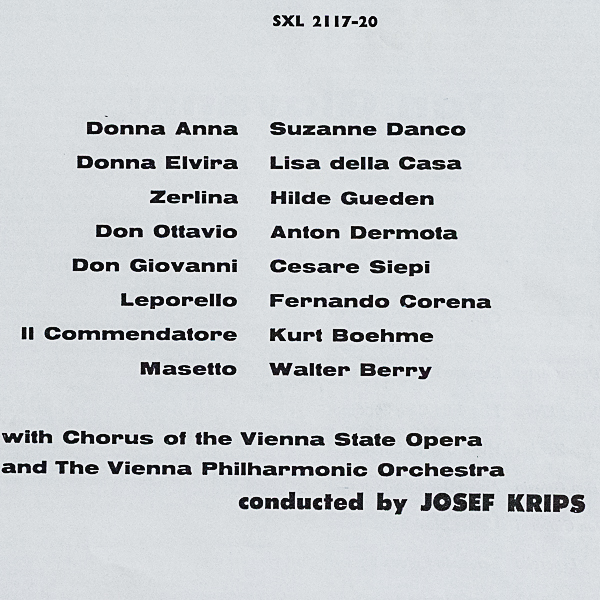 SXL 2117-20
Donna Anna Suzanne Danco
Donna Elvira Lisa della Casa
Zerlina Hilde Gueden
Don Ottavio Anton Dermota
Don Giovanni Cesare Siepi
Leporello Fernando Corena
Il Commendatore Kurt Boehme
Masetto Walter Berry
with Chorus of the Vienna State Opera
and The Vienna Philharmonic Orchestra
conducted by JOSEF KRIPS